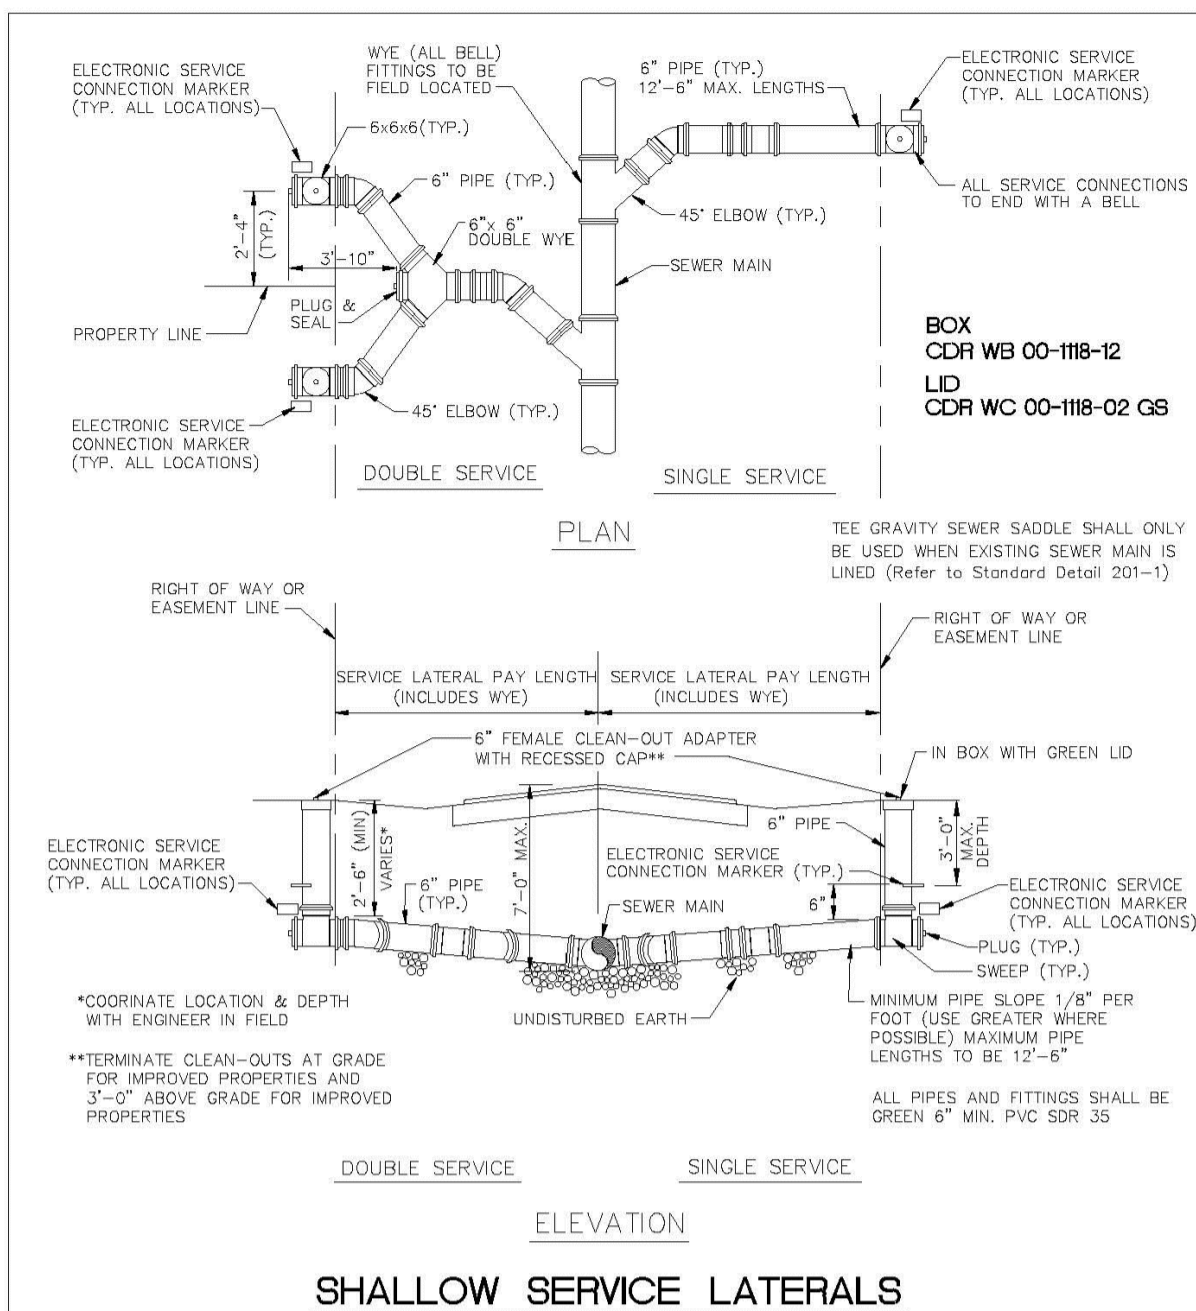 ELECTRONIC SERVICE
CONNECTION MARKER
(TYP. ALL LOCATIONS)
WYE (ALL BELL)
FITTINGS TO BE
FIELD LOCATED
6" PIPE (TYP.)
12'-6" MAX. LENGTHS
ELECTRONIC SERVICE
CONNECTION MARKER
(TYP. ALL LOCATIONS)
6x6x6(TYP.)
6" PIPE (TYP.)
ALL SERVICE CONNECTIONS
TO END WITH A BELL
45° ELBOW (TYP.)
6"x 6"
DOUBLE WYE
2'-4"
(TYP.)
3'-10"
SEWER MAIN
PLUG &
SEAL
PROPERTY LINE
BOX
CDR WB 00-1118-12
LID
CDR WC 00-1118-02 GS
45° ELBOW (TYP.)
ELECTRONIC SERVICE
CONNECTION MARKER
(TYP. ALL LOCATIONS)
DOUBLE SERVICE
SINGLE SERVICE
PLAN
TEE GRAVITY SEWER SADDLE SHALL ONLY
BE USED WHEN EXISTING SEWER MAIN IS
LINED (Refer to Standard Detail 201-1)
RIGHT OF WAY OR
EASEMENT LINE
RIGHT OF WAY OR
EASEMENT LINE
SERVICE LATERAL PAY LENGTH
(INCLUDES WYE)
SERVICE LATERAL PAY LENGTH
(INCLUDES WYE)
6" FEMALE CLEAN-OUT ADAPTER
WITH RECESSED CAP**
IN BOX WITH GREEN LID
2'-6" (MIN)
VARIES*
7'-0" MAX.
6" PIPE
3'-0"
MAX.
DEPTH
ELECTRONIC SERVICE
CONNECTION MARKER
(TYP. ALL LOCATIONS)
ELECTRONIC SERVICE
CONNECTION MARKER (TYP.)
6" PIPE
(TYP.)
6"
SEWER MAIN
ELECTRONIC SERVICE
CONNECTION MARKER
(TYP. ALL LOCATIONS)
PLUG (TYP.)
SWEEP (TYP.)
*COORINATE LOCATION & DEPTH
WITH ENGINEER IN FIELD
UNDISTURBED EARTH
MINIMUM PIPE SLOPE 1/8" PER
FOOT (USE GREATER WHERE
POSSIBLE) MAXIMUM PIPE
LENGTHS TO BE 12'-6"
**TERMINATE CLEAN-OUTS AT GRADE
FOR IMPROVED PROPERTIES AND
3'-0" ABOVE GRADE FOR IMPROVED
PROPERTIES
ALL PIPES AND FITTINGS SHALL BE
GREEN 6" MIN. PVC SDR 35
DOUBLE SERVICE
SINGLE SERVICE
ELEVATION
SHALLOW SERVICE LATERALS